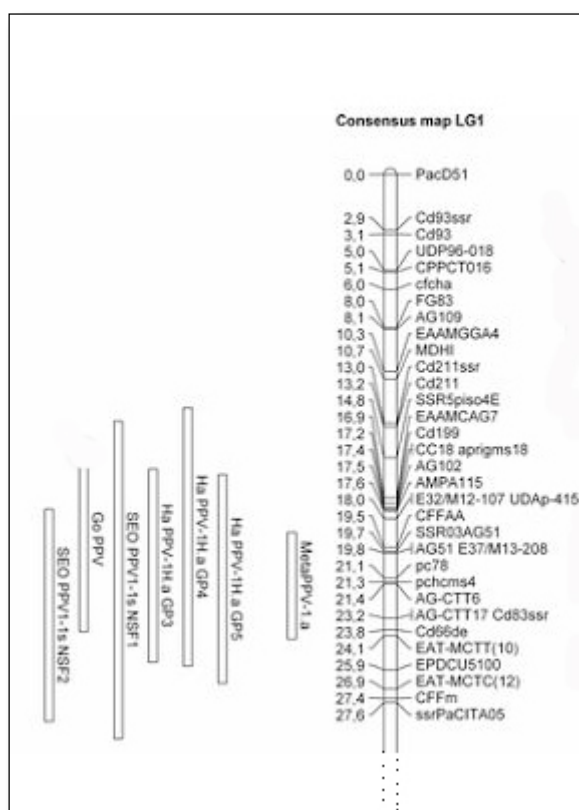 Consensus map LG1
0,0 PacD51
2,9 Cd93ssr
3,1 Cd93
5,0 UDP96-018
5,1 CPPCT016
6,0 cfcha
8,0 FG83
8,1 AG109
10,3 EAAMGGA4
10,7 MDHI
13,0 Cd211ssr
13,2 Cd211
14,8 SSR5piso4E
16,9 EAAMCAG7
17,2 Cd199
17,4 CC18 aprigms18
17,5 AG102
17,6 AMPA115
18,0 E32/M12-107 UDAp-415
19,5 CFFAA
19,7 SSR03AG51
19,8 AG51 E37/M13-208
21,1 pc78
21,3 pchcms4
21,4 AG-CTT6
23,2 AG-CTT17 Cd83ssr
23,8 Cd66de
24,1 EAT-MCTT(10)
25,9 EPDCU5100
26,9 EAT-MCTC(12)
27,4 CFFm
27,6 ssrPaCITA05
SEO PPV1-1s NSF2
Go PPV
SEO PPV1-1s NSF1
Ha PPV-1H.a GP3
Ha PPV-1H.a GP4
Ha PPV-1H.a GP5
MetaPPV-1.a